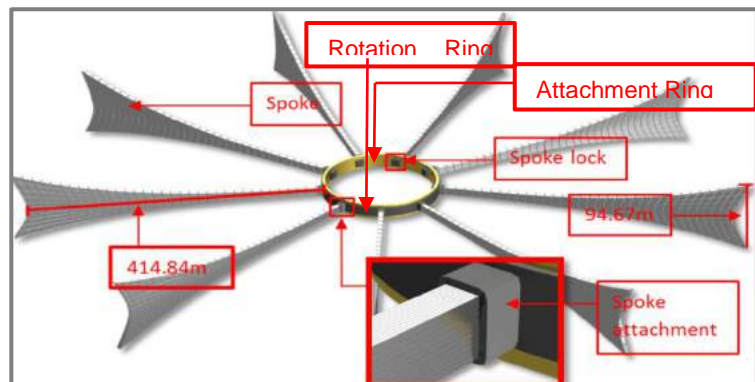 Rotation Ring
Attachment Ring
Spoke
Spoke lock
94.67m
414.84m
Spoke
attachment